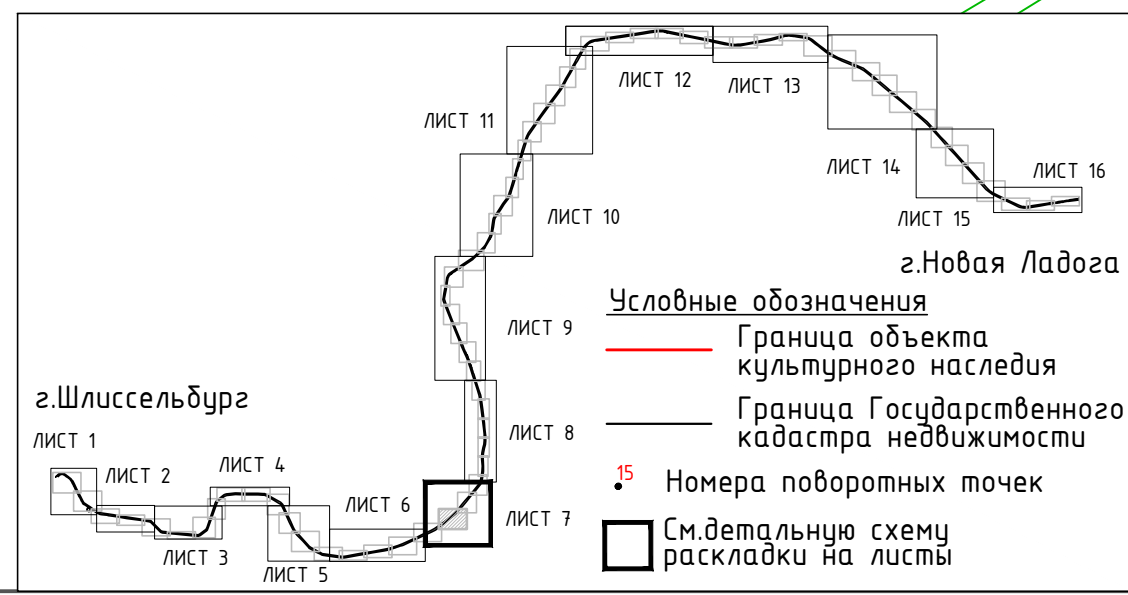 ЛИСТ 12
ЛИСТ 13
ЛИСТ 11
ЛИСТ 14
ЛИСТ 16
ЛИСТ 10
ЛИСТ 15
г.Новая Ладога
Условные обозначения
ЛИСТ 9
Граница объекта
культурного наследия
г.Шлиссельбург
Граница Государственного
кадастра недвижимости
ЛИСТ 8
ЛИСТ 1
ЛИСТ 2
ЛИСТ 4
15
Номера поворотных точек
ЛИСТ 6
ЛИСТ 7
См.детальную схему
раскладки на листы
ЛИСТ 3
ЛИСТ 5